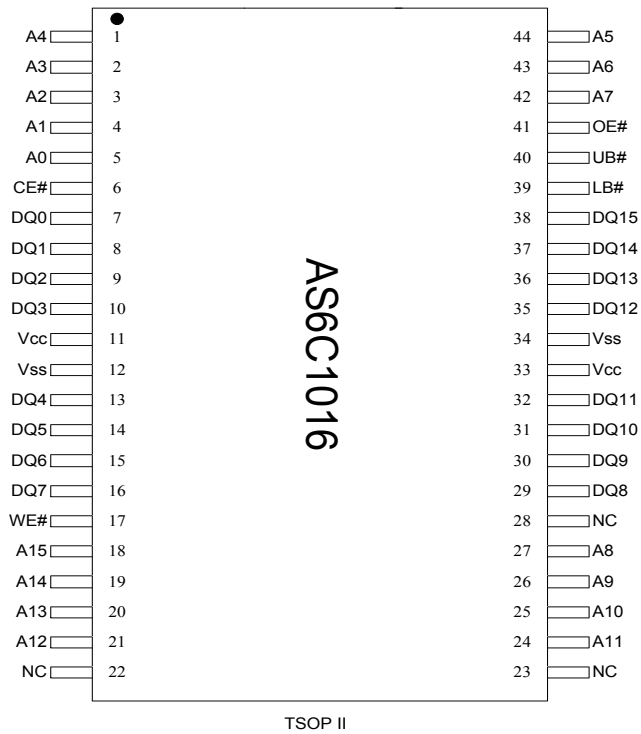 A4 1 44 A5
A3 2 43 A6
A2 3 42 A7
A1 4 41 OE#
A0 5 40 UB#
CE# 6 39 LB#
DQ0 7 38 DQ15
DQ1 8 37 DQ14
DQ2 9 36 DQ13
DQ3 10 35 DQ12
Vcc 11 34 Vss
Vss 12 33 Vcc
DQ4 13 32 DQ11
DQ5 14 31 DQ10
DQ6 15 30 DQ9
DQ7 16 29 DQ8
WE# 17 28 NC
A15 18 27 A8
A14 19 26 A9
A13 20 25 A10
A12 21 24 A11
NC 22 23 NC
AS6C1016
TSOP II